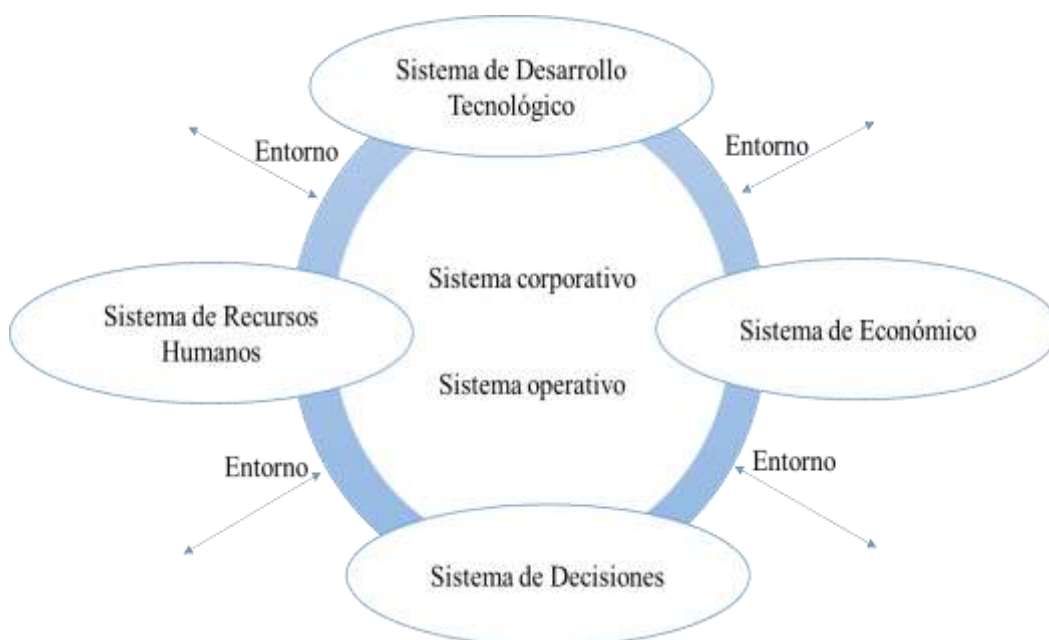 Sistema de Desarrollo
Tecnológico
Entorno
Entorno
Sistema corporativo
Sistema de Recursos
Humanos
Sistema de Económico
Sistema operativo
Entorno
Entorno
Sistema de Decisiones